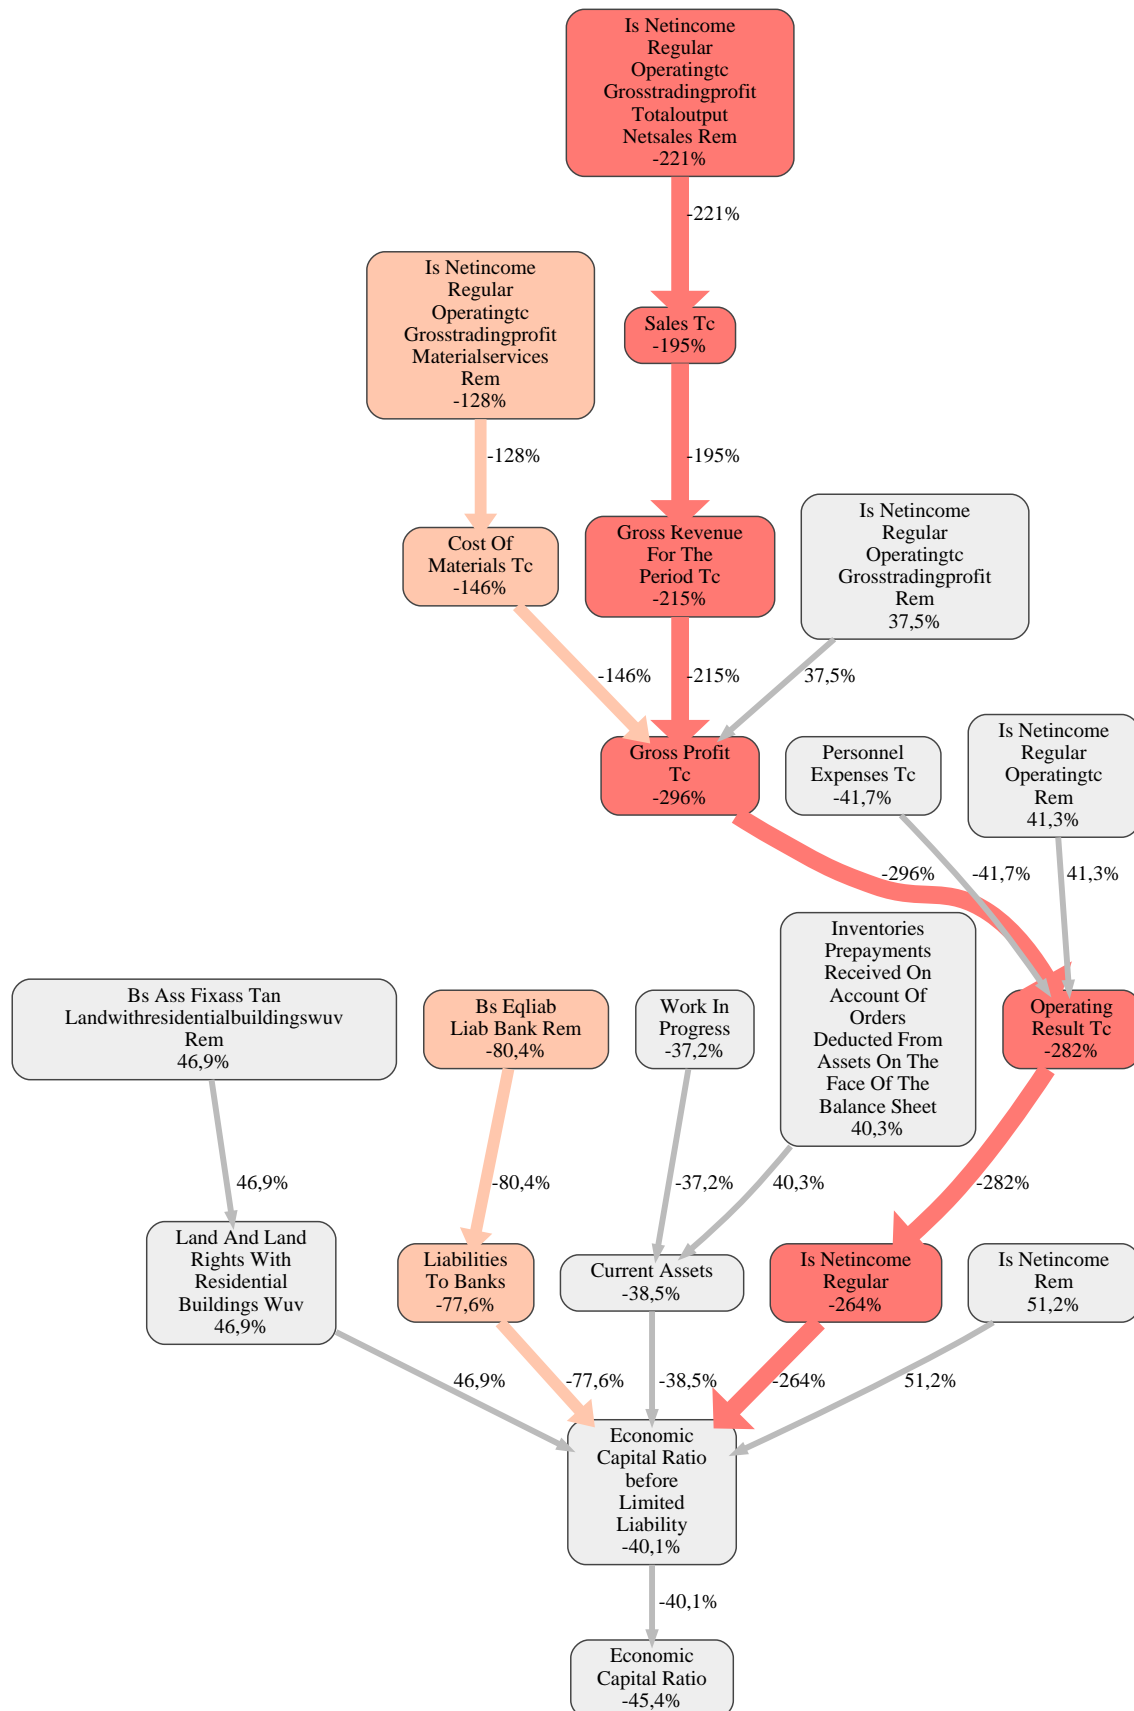 Is Netincome
Regular
Operatingtc
Grosstradingprofit
Totaloutput
Netsales Rem
-221%
-221%
Is Netincome
Regular
Operatingtc
Grosstradingprofit
Materialservices
Rem
-128%
Sales Tc
-195%
-128%
-195%
Is Netincome
Regular
Operatingtc
Grosstradingprofit
Rem
37,5%
Cost Of
Materials Tc
-146%
Gross Revenue
For The
Period Tc
-215%
-146%
-215%
37,5%
Gross Profit
Tc
-296%
Personnel
Expenses Tc
-41,7%
Is Netincome
Regular
Operatingtc
Rem
41,3%
-296%
-41,7%
41,3%
Bs Ass Fixass Tan
Landwithresidentialbuildingswuv
Rem
46,9%
Bs Eqliab
Liab Bank Rem
-80,4%
Work In
Progress
-37,2%
Inventories
Prepayments
Received On
Account Of
Orders
Deducted From
Assets On The
Face Of The
Balance Sheet
40,3%
Operating
Result Tc
-282%
46,9%
-80,4%
-37,2%
40,3%
-282%
Land And Land
Rights With
Residential
Buildings Wuv
46,9%
Liabilities
To Banks
-77,6%
Current Assets
-38,5%
Is Netincome
Regular
-264%
Is Netincome
Rem
51,2%
46,9%
-77,6%
-38,5%
-264%
51,2%
Economic
Capital Ratio
before
Limited
Liability
-40,1%
-40,1%
Economic
Capital Ratio
-45,4%